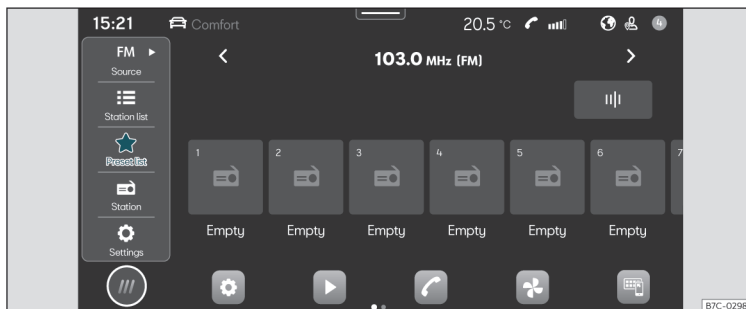 15:21
Comfort
20.5 °C
4
FM
Source
Station list
Preset list
Station
Settings
103.0 MHz (FM)
1
2
3
4
5
6
7
Empty
Empty
Empty
Empty
Empty
Empty
B7C-0298